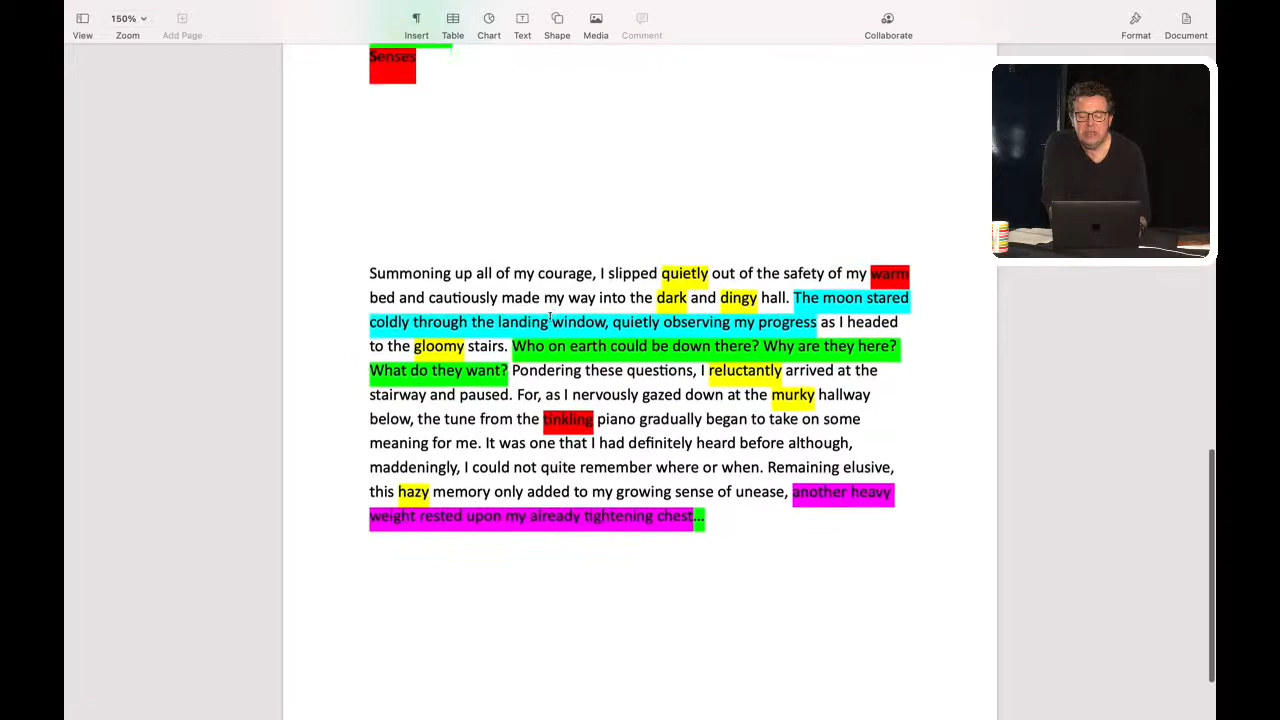 150%
View
Zoom
Add Page
Insert
Table
Chart
Text
Shape
Media
Comment
Collaborate
Format
Document
Senses
Summoning up all of my courage, I slipped quietly out of the safety of my warm
bed and cautiously made my way into the dark and dingy hall. The moon stared
coldly through the landing window, quietly observing my progress as I headed
to the gloomy stairs. Who on earth could be down there? Why are they here?
What do they want? Pondering these questions, I reluctantly arrived at the
stairway and paused. For, as I nervously gazed down at the murky hallway
below, the tune from the tinkling piano gradually began to take on some
meaning for me. It was one that I had definitely heard before although,
maddeningly, I could not quite remember where or when. Remaining elusive,
this hazy memory only added to my growing sense of unease, another heavy
weight rested upon my already tightening chest...